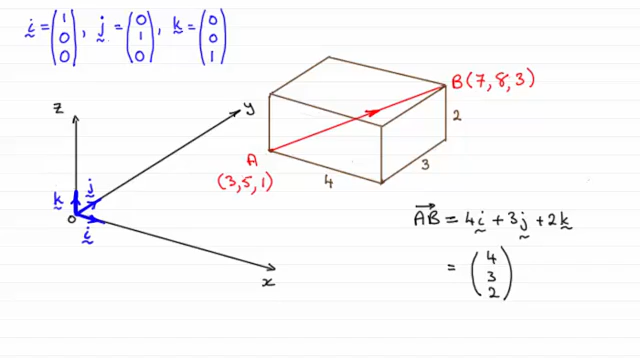 i = (1 0 0), j = (0 1 0), k = (0 0 1)
z
y
B(7, 8, 3)
2
A
(3, 5, 1)
4
3
k
j
O
i
x
AB = 4i + 3j + 2k
= (4 3 2)